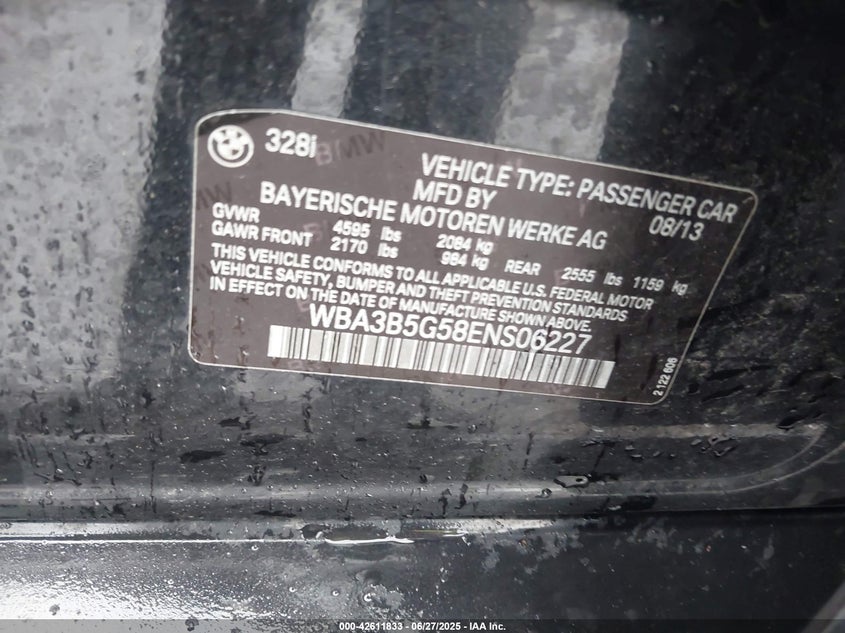 328i
VEHICLE TYPE: PASSENGER CAR
MFD BY 08/13
BAYERISCHE MOTOREN WERKE AG
GVWR 4595 lbs 2084 kg
GAWR FRONT 2170 lbs 984 kg REAR 2555 lbs 1159 kg
THIS VEHICLE CONFORMS TO ALL APPLICABLE U.S. FEDERAL MOTOR
VEHICLE SAFETY, BUMPER AND THEFT PREVENTION STANDARDS
IN EFFECT ON THE DATE OF MANUFACTURE SHOWN ABOVE.
WBA3B5G58ENS06227
2 122 606
000-42611833 - 06/27/2025 - IAA Inc.